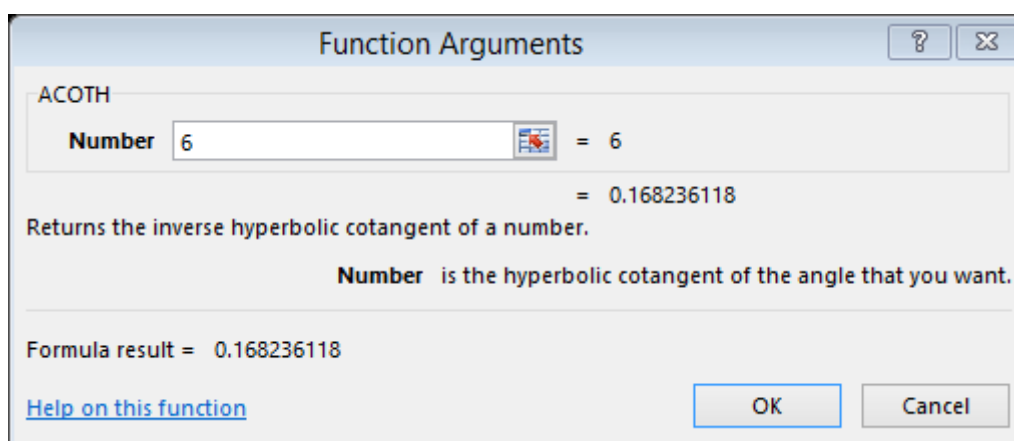 Function Arguments
ACOTH
Number 6 = 6
= 0.168236118
Returns the inverse hyperbolic cotangent of a number.
Number is the hyperbolic cotangent of the angle that you want.
Formula result = 0.168236118
Help on this function OK Cancel